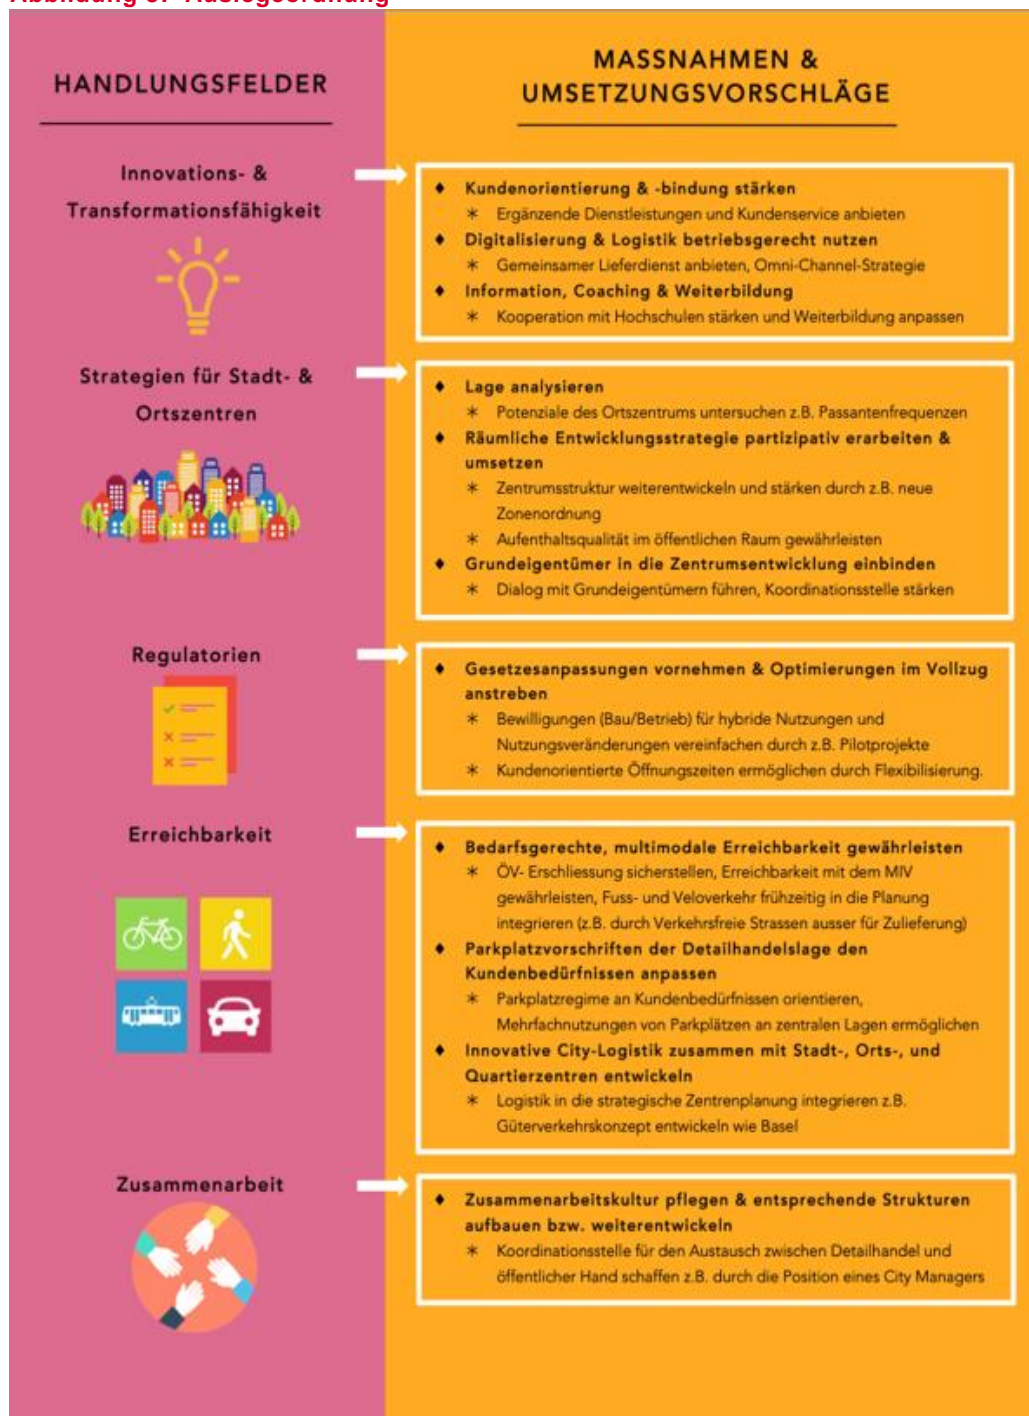 HANDLUNGSFELDER
MASSNAHMEN &
UMSETZUNGSVORSCHLÄGE
Innovations- &
Transformationsfähigkeit
♦ Kundenorientierung & -bindung stärken
* Ergänzende Dienstleistungen und Kundenservice anbieten
♦ Digitalisierung & Logistik betriebsgerecht nutzen
* Gemeinsamer Lieferdienst anbieten, Omni-Channel-Strategie
♦ Information, Coaching & Weiterbildung
* Kooperation mit Hochschulen stärken und Weiterbildung anpassen
Strategien für Stadt- &
Ortszentren
♦ Lage analysieren
* Potenziale des Ortszentrums untersuchen z.B. Passantenfrequenzen
♦ Räumliche Entwicklungsstrategie partizipativ erarbeiten &
umsetzen
* Zentrumsstruktur weiterentwickeln und stärken durch z.B. neue
Zonenordnung
* Aufenthaltsqualität im öffentlichen Raum gewährleisten
♦ Grundeigentümer in die Zentrumsentwicklung einbinden
* Dialog mit Grundeigentümern führen, Koordinationsstelle stärken
Regulatorien
♦ Gesetzesanpassungen vornehmen & Optimierungen im Vollzug
anstreben
* Bewilligungen (Bau/Betrieb) für hybride Nutzungen und
Nutzungsveränderungen vereinfachen durch z.B. Pilotprojekte
* Kundenorientierte Öffnungszeiten ermöglichen durch Flexibilisierung.
Erreichbarkeit
♦ Bedarfsgerechte, multimodale Erreichbarkeit gewährleisten
* ÖV- Erschliessung sicherstellen, Erreichbarkeit mit dem MIV
gewährleisten, Fuss- und Veloverkehr frühzeitig in die Planung
integrieren (z.B. durch Verkehrsfreie Strassen ausser für Zulieferung)
♦ Parkplatzvorschriften der Detailhandelslage den
Kundenbedürfnissen anpassen
* Parkplatzregime an Kundenbedürfnissen orientieren,
Mehrfachnutzungen von Parkplätzen an zentralen Lagen ermöglichen
♦ Innovative City-Logistik zusammen mit Stadt-, Orts-, und
Quartierzentren entwickeln
* Logistik in die strategische Zentrenplanung integrieren z.B.
Güterverkehrskonzept entwickeln wie Basel
Zusammenarbeit
♦ Zusammenarbeitskultur pflegen & entsprechende Strukturen
aufbauen bzw. weiterentwickeln
* Koordinationsstelle für den Austausch zwischen Detailhandel und
öffentlicher Hand schaffen z.B. durch die Position eines City Managers